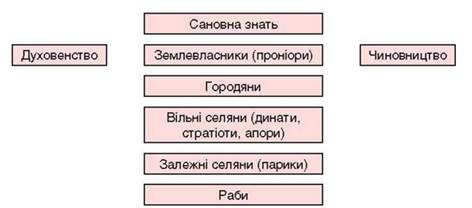 Сановна знать
Духовенство
Землевласники (проніори)
Чиновництво
Городяни
Вільні селяни (динати,
стратіоти, апори)
Залежні селяни (парики)
Раби